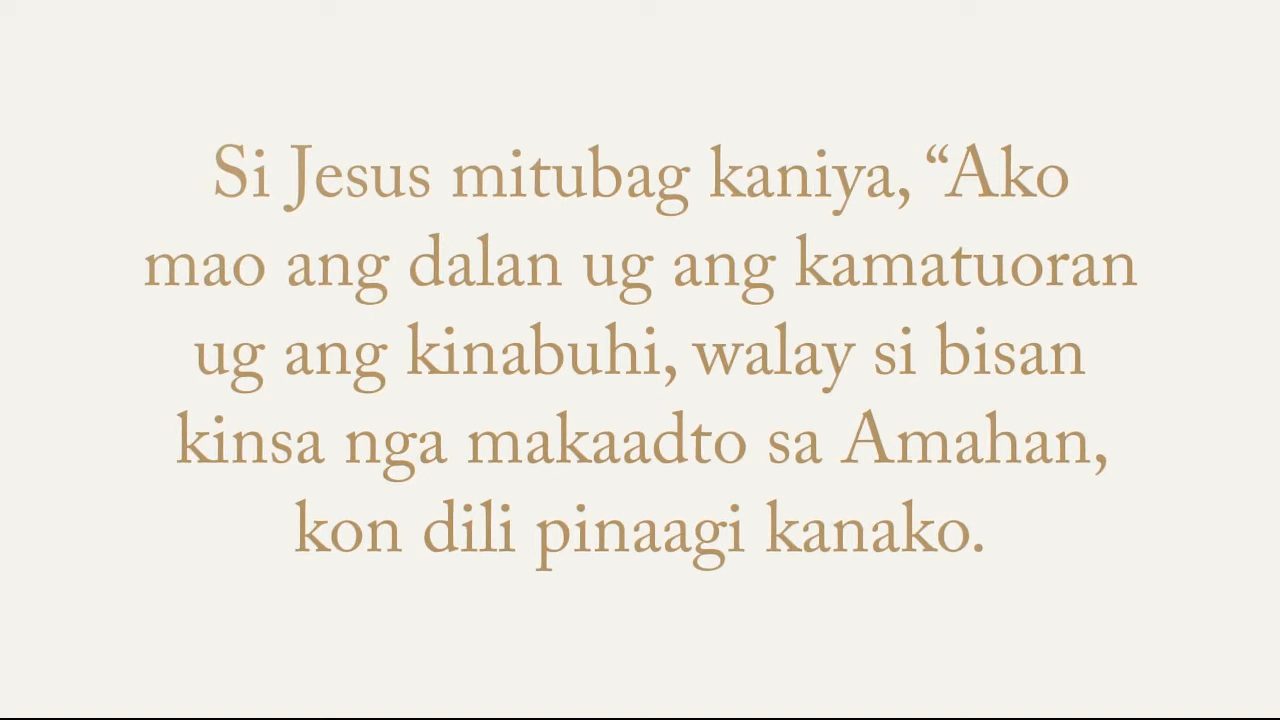 Si Jesus mitubag kaniya, “Ako
mao ang dalan ug ang kamatuoran
ug ang kinabuhi, walay si bisan
kinsa nga makaadto sa Amahan,
kon dili pinaagi kanako.